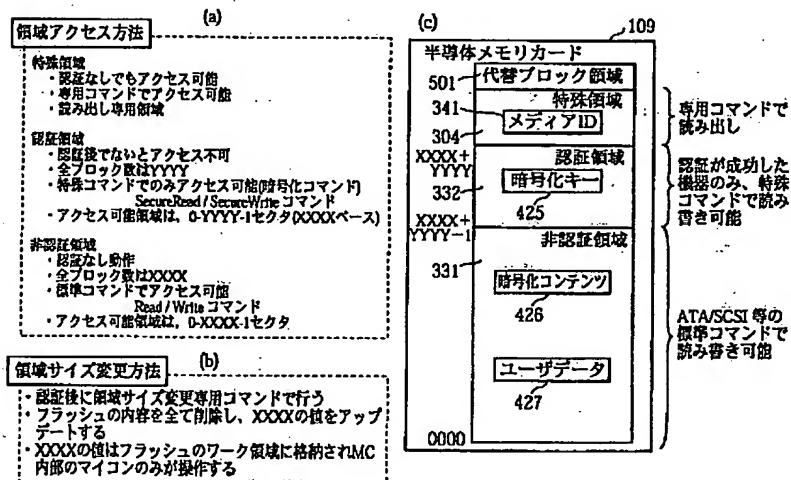 (a)
領域アクセス方法
特殊領域
・認証なしでもアクセス可能
・専用コマンドでアクセス可能
・読み出し専用領域
認証領域
・認証後でないとアクセス不可
・全ブロック数はYYYY
・特殊コマンドでのみアクセス可能(暗号化コマンド)
SecureRead / SecureWrite コマンド
・アクセス可能領域は、0-YYYY-1セクタ(XXXXベース)
非認証領域
・認証なし動作
・全ブロック数はXXXX
・標準コマンドでアクセス可能
Read / Write コマンド
・アクセス可能領域は、0-XXXX-1セクタ
(b)
領域サイズ変更方法
・認証後に領域サイズ変更専用コマンドで行う
・フラッシュの内容を全て削除し、XXXXの値をアップ
デートする
・XXXXの値はフラッシュのワーク領域に格納されMC
内部のマイコンのみが操作する
(c)
109
半導体メモリカード
501
代替ブロック領域
特殊領域
341
メディアID
304
専用コマンドで
読み出し
XXXX+
YYYY
認証領域
332
暗号化キー
425
認証が成功した
機器のみ、特殊
コマンドで読み
書き可能
XXXX+
YYYY-1
非認証領域
331
暗号化コンテンツ
426
ATA/SCSI 等の
標準コマンドで
読み書き可能
ユーザデータ
427
0000